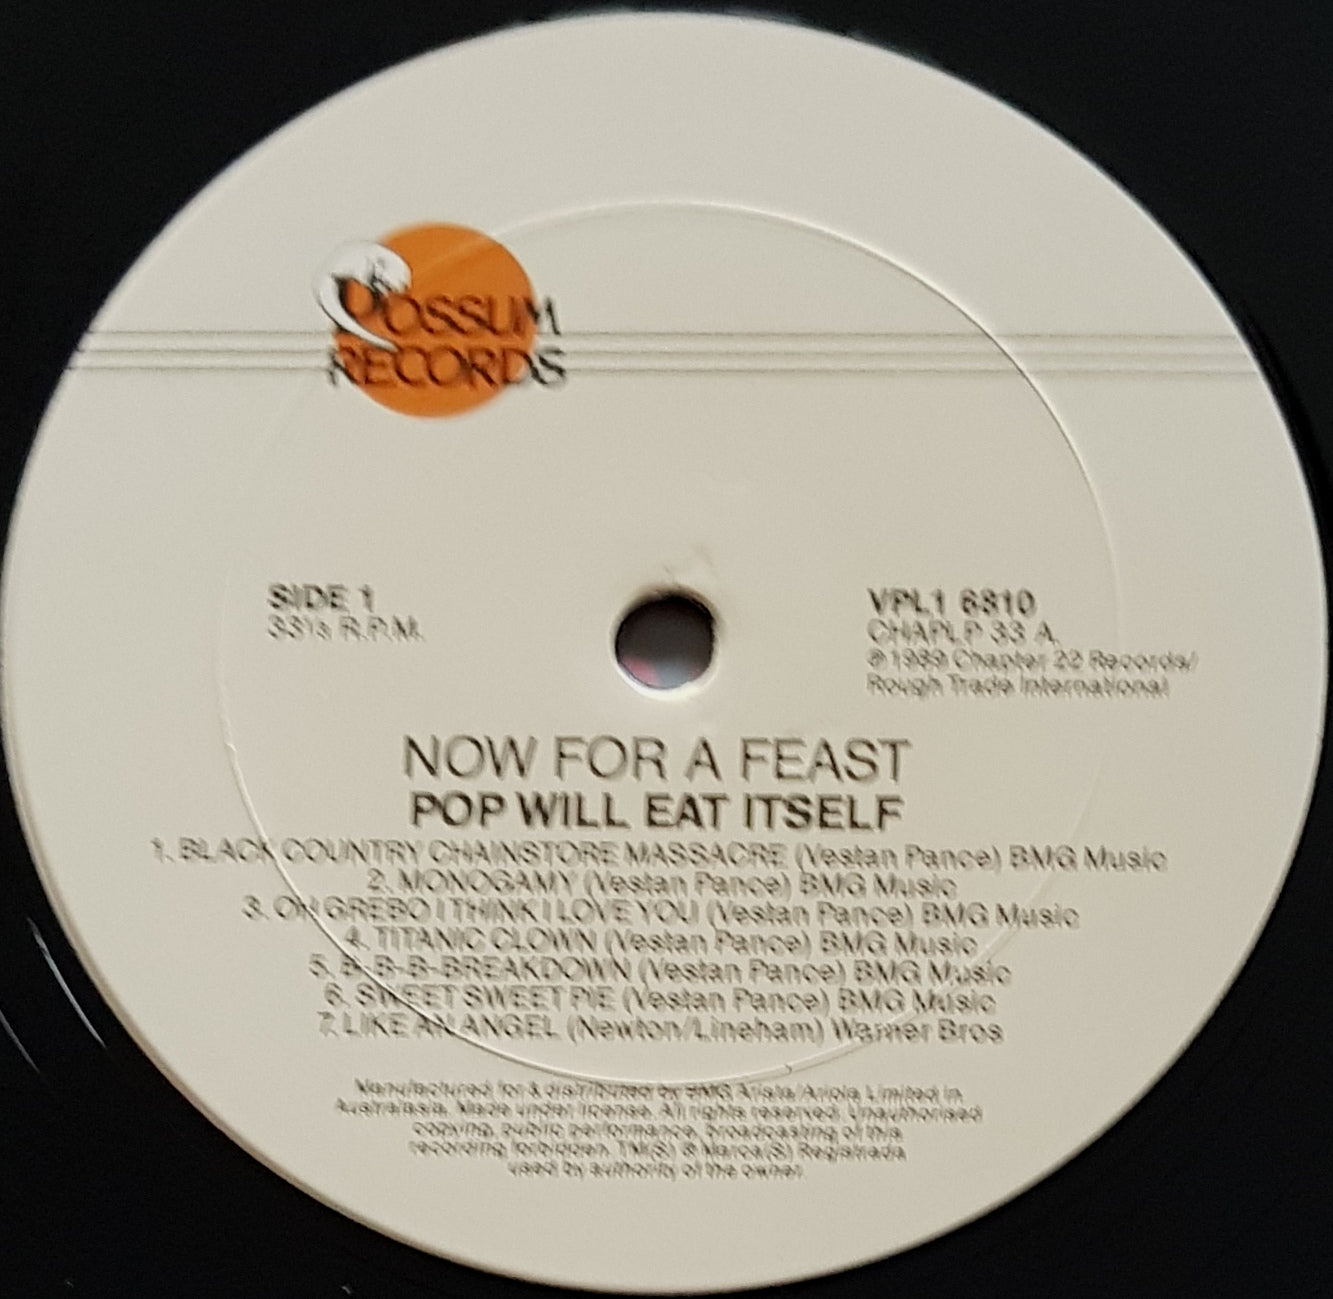 POSSUM
RECORDS
SIDE 1
33⅓ R.P.M.
VPL1 6810
CHAPLP 33 A
℗ 1989 Chapter 22 Records/
Rough Trade International
NOW FOR A FEAST
POP WILL EAT ITSELF
1. BLACK COUNTRY CHAINSTORE MASSACRE (Vestan Pance) BMG Music
2. MONOGAMY (Vestan Pance) BMG Music
3. OH GREBO I THINK I LOVE YOU (Vestan Pance) BMG Music
4. TITANIC CLOWN (Vestan Pance) BMG Music
5. B-B-B-BREAKDOWN (Vestan Pance) BMG Music
6. SWEET SWEET PIE (Vestan Pance) BMG Music
7. LIKE AN ANGEL (Newton/Lineham) Warner Bros
Manufactured for & distributed by BMG Arista/Ariola Limited in
Australasia. Made under license. All rights reserved. Unauthorised
copying, public performance, broadcasting of this
recording forbidden. TM(S) ® Marca(S) Registrada
used by authority of the owner.